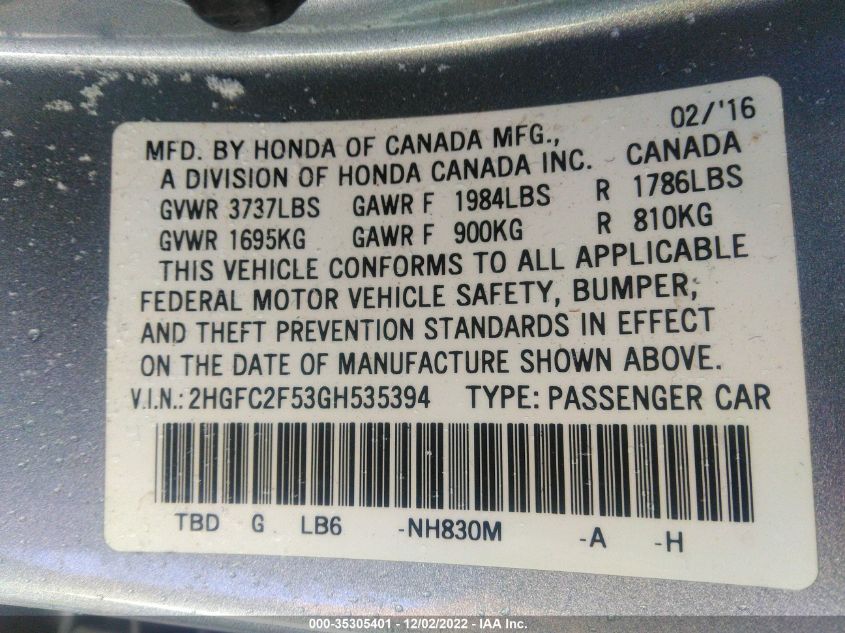 02/'16
MFD. BY HONDA OF CANADA MFG.,
A DIVISION OF HONDA CANADA INC. CANADA
GVWR 3737LBS GAWR F 1984LBS R 1786LBS
GVWR 1695KG GAWR F 900KG R 810KG
THIS VEHICLE CONFORMS TO ALL APPLICABLE
FEDERAL MOTOR VEHICLE SAFETY, BUMPER,
AND THEFT PREVENTION STANDARDS IN EFFECT
ON THE DATE OF MANUFACTURE SHOWN ABOVE.
V.I.N.: 2HGFC2F53GH535394 TYPE: PASSENGER CAR
TBD G LB6 -NH830M -A -H
000-35305401 - 12/02/2022 - IAA Inc.